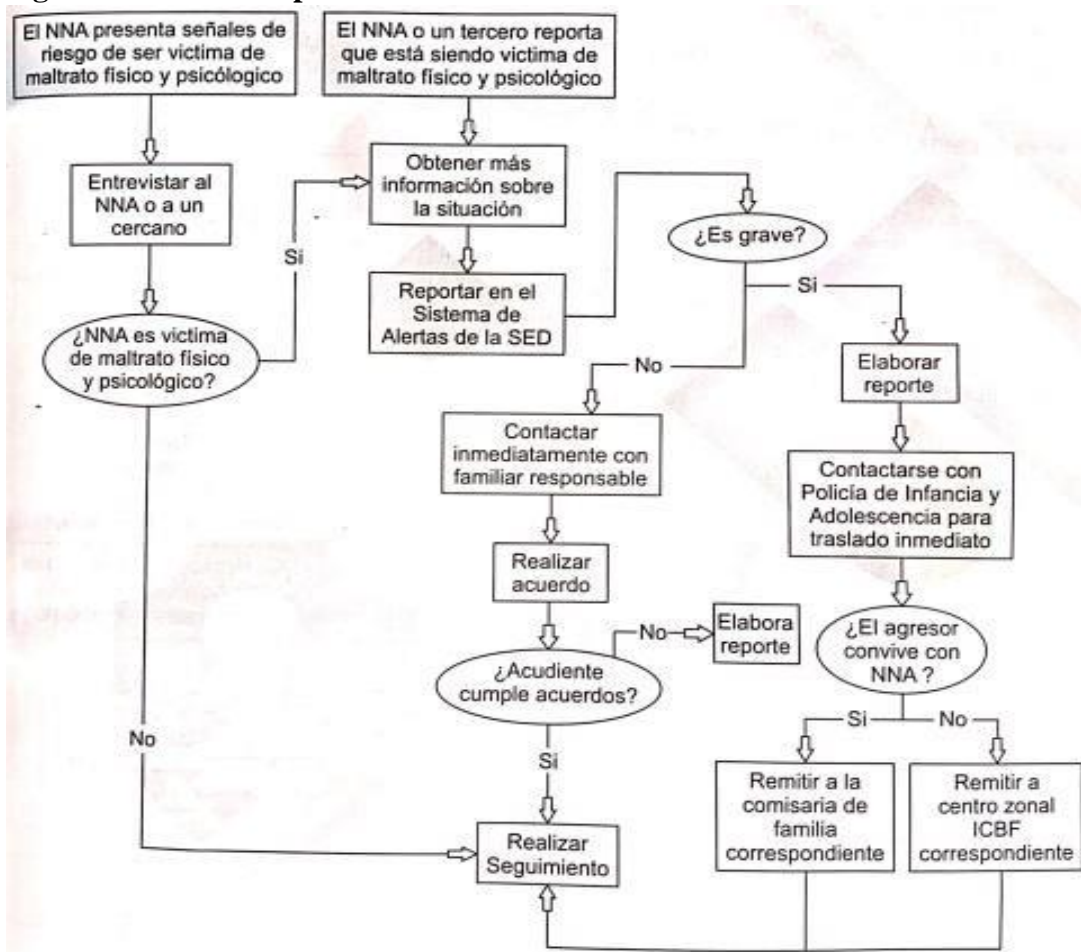 El NNA presenta señales de
riesgo de ser victima de
maltrato físico y psicólogico
El NNA o un tercero reporta
que está siendo victima de
maltrato físico y psicológico
Entrevistar al
NNA o a un
cercano
Obtener más
información sobre
la situación
¿Es grave?
Si
Reportar en el
Sistema de
Alertas de la SED
Si
¿NNA es victima
de maltrato físico
y psicológico?
No
Elaborar
reporte
Contactar
inmediatamente con
familiar responsable
Contactarse con
Policía de Infancia y
Adolescencia para
traslado inmediato
Realizar
acuerdo
Elabora
reporte
No
¿El agresor
convive con
NNA ?
¿Acudiente
cumple acuerdos?
No
Si
Si
No
Remitir a la
comisaria de
familia
correspondiente
Remitir a
centro zonal
ICBF
correspondiente
Realizar
Seguimiento